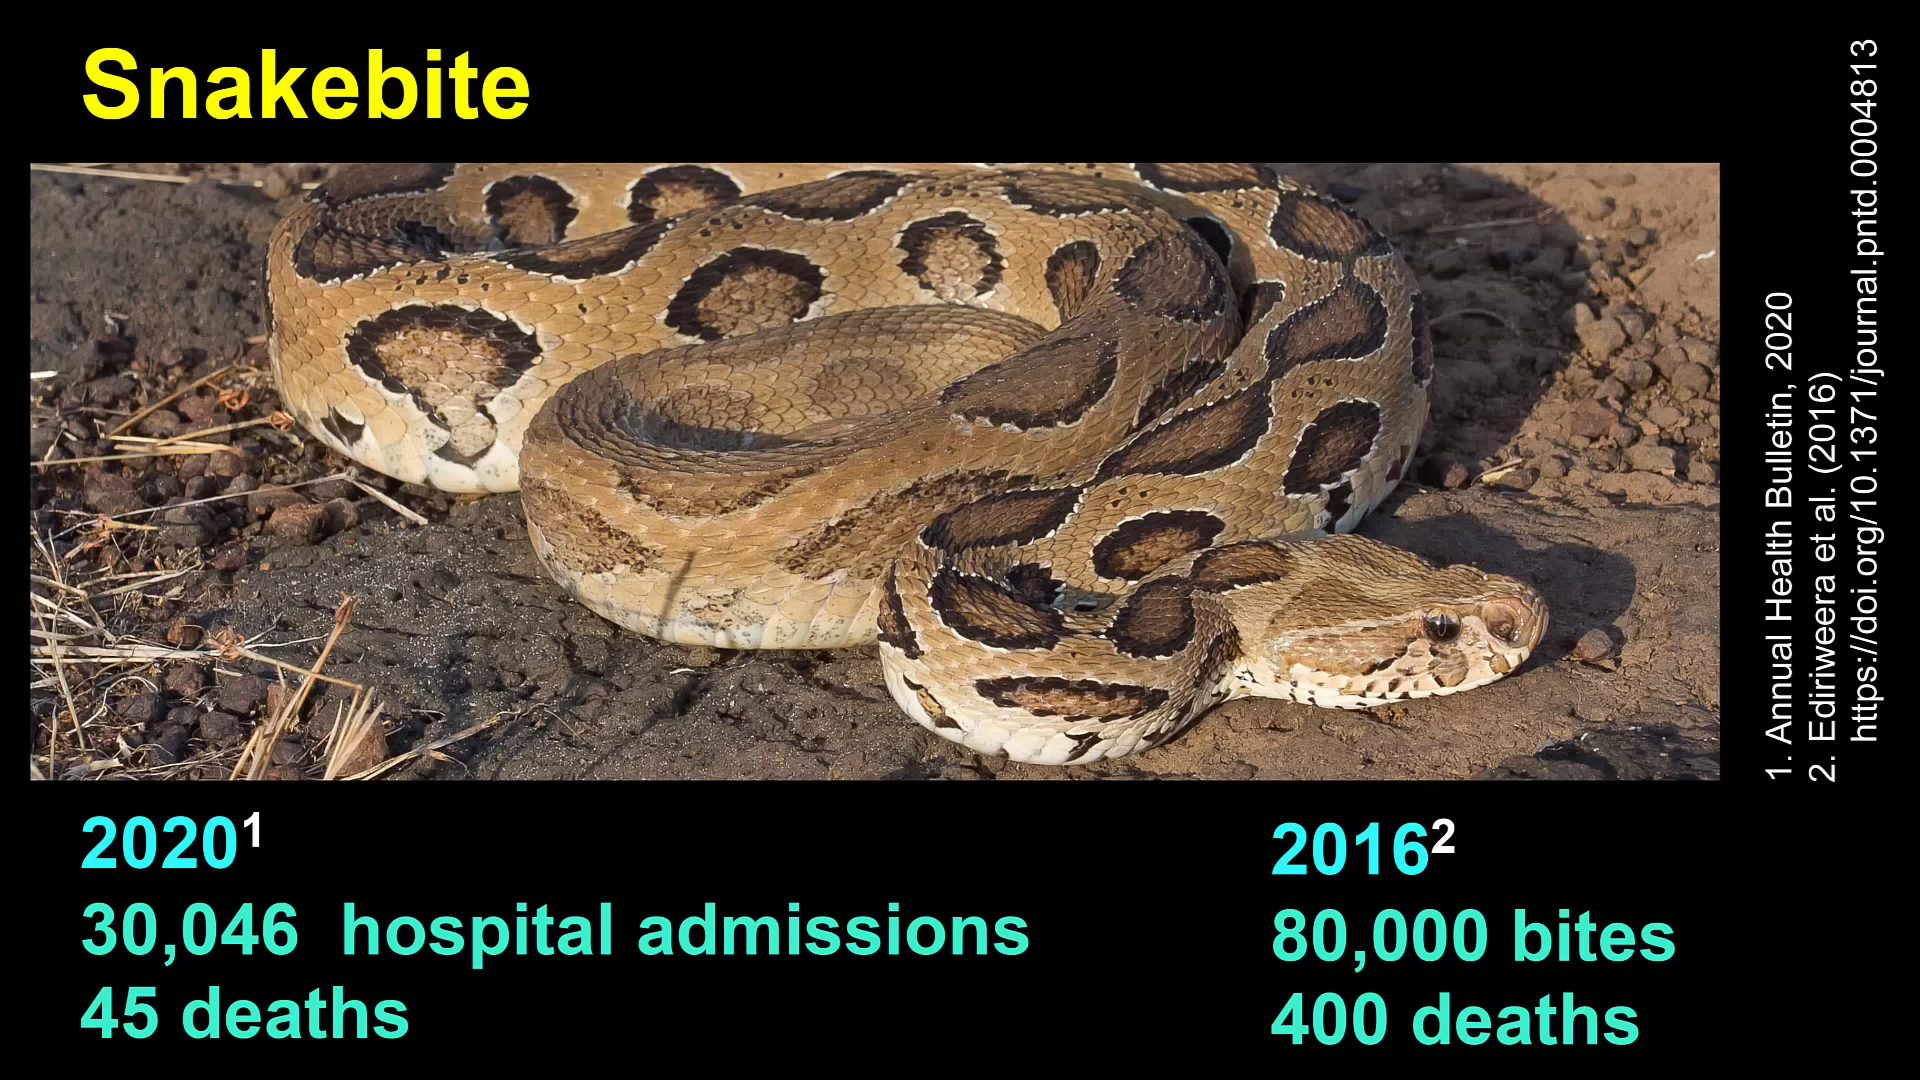 Snakebite
2020¹
30,046 hospital admissions
45 deaths
2016²
80,000 bites
400 deaths
1. Annual Health Bulletin, 2020
2. Ediriweera et al. (2016)
https://doi.org/10.1371/journal.pntd.0004813